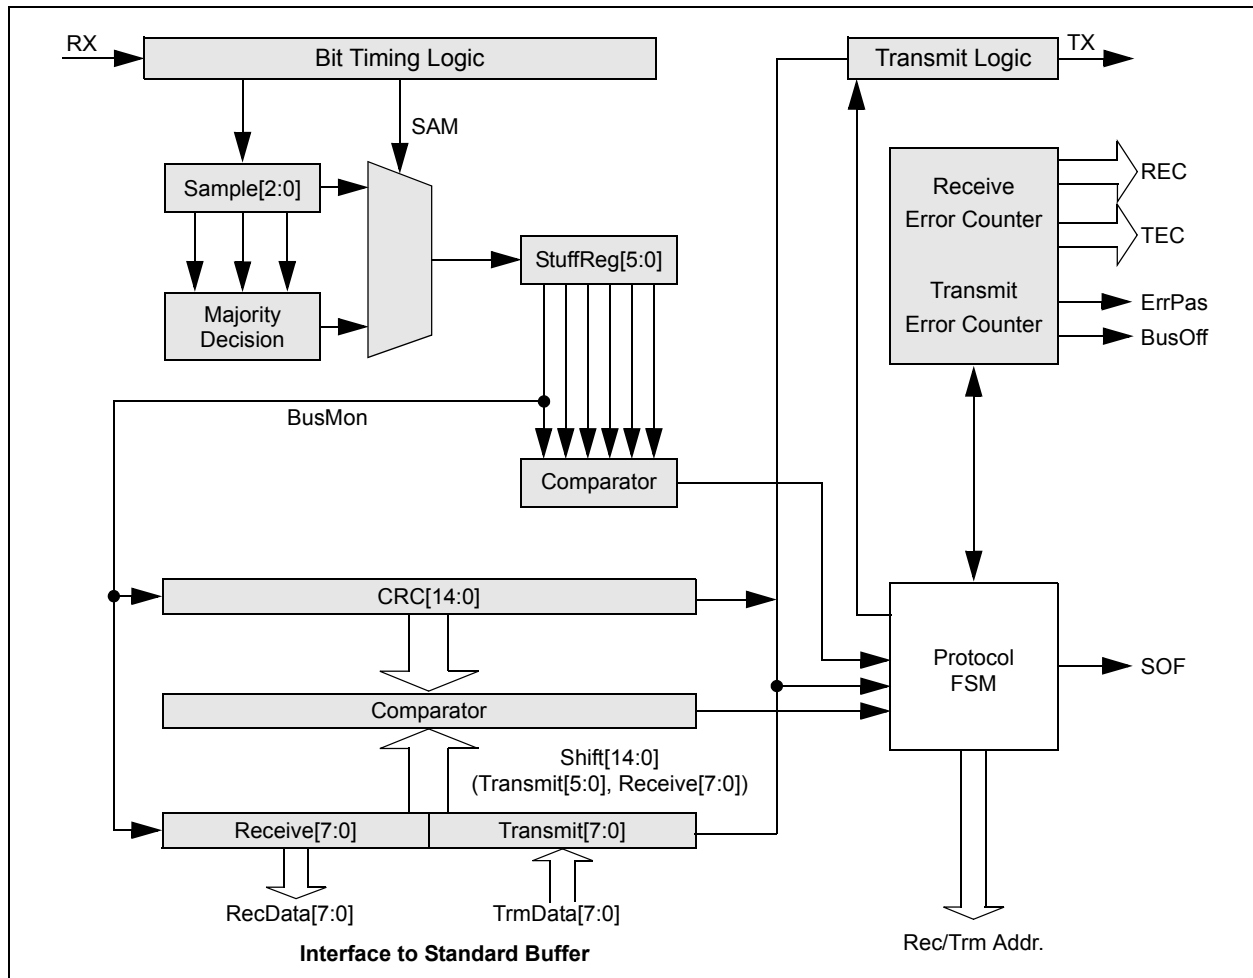 RX
Bit Timing Logic
Transmit Logic
TX
SAM
Sample[2:0]
Receive
Error Counter
REC
TEC
StuffReg[5:0]
Majority
Decision
Transmit
Error Counter
ErrPas
BusOff
BusMon
Comparator
CRC[14:0]
Protocol
FSM
SOF
Comparator
Shift[14:0]
(Transmit[5:0], Receive[7:0])
Receive[7:0]
Transmit[7:0]
RecData[7:0]
TrmData[7:0]
Interface to Standard Buffer
Rec/Trm Addr.